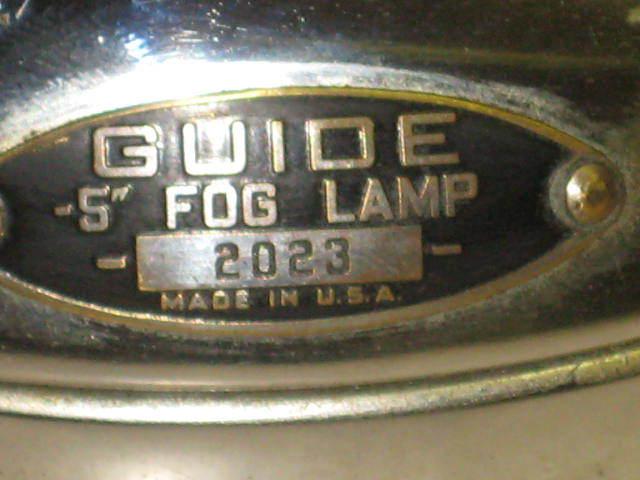 GUIDE
-5" FOG LAMP
- 2023 -
MADE IN U.S.A.